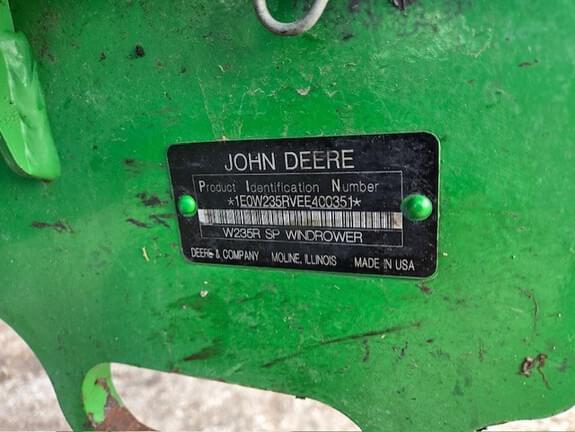 JOHN DEERE
Product Identification Number
*1E0W235RVEE400351*
W235R SP WINDROWER
DEERE & COMPANY MOLINE, ILLINOIS MADE IN USA